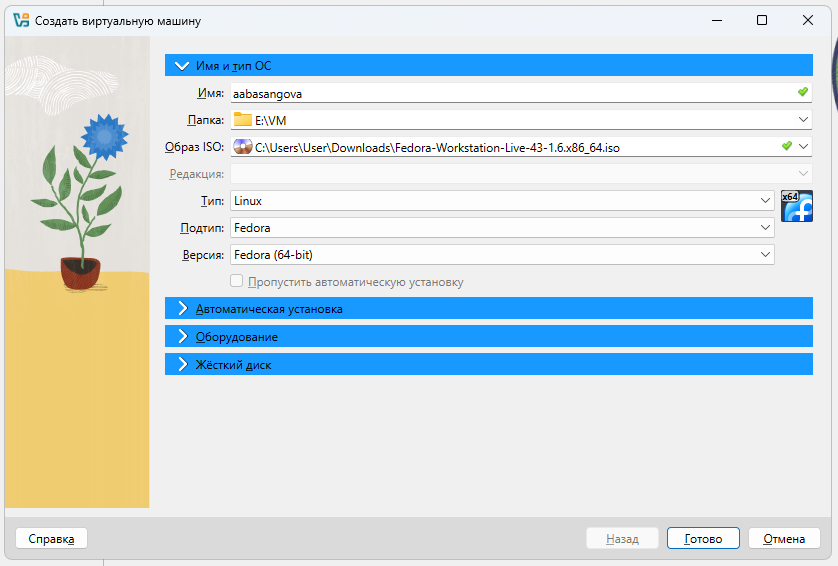 Создать виртуальную машину
Имя и тип ОС
Имя: aabasangova
Папка: E:\VM
Образ ISO: C:\Users\User\Downloads\Fedora-Workstation-Live-43-1.6.x86_64.iso
Редакция:
Тип: Linux
x64
Подтип: Fedora
Версия: Fedora (64-bit)
Пропустить автоматическую установку
Автоматическая установка
Оборудование
Жёсткий диск
Справка Назад Готово Отмена